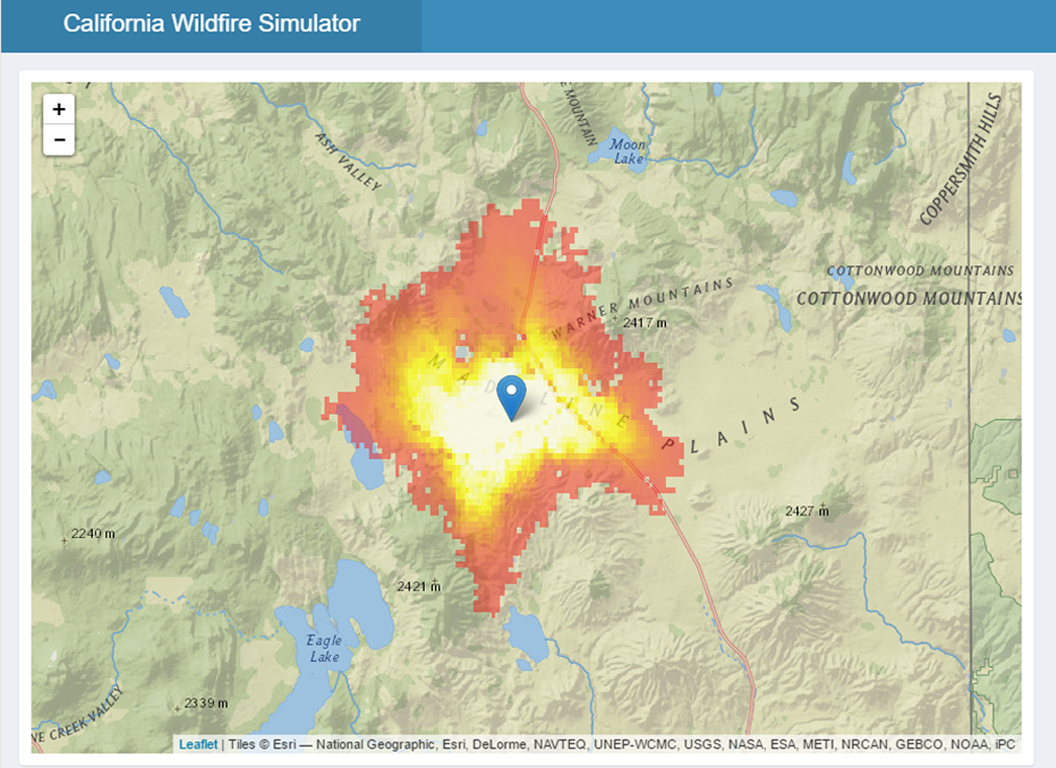 California Wildfire Simulator
+
−
ASH VALLEY
E MOUNTAIN
Moon
Lake
COPPERSMITH HILLS
COTTONWOOD MOUNTAINS
COTTONWOOD MOUNTAINS
WARNER MOUNTAINS
2417 m
MADELINE PLAINS
2427 m
2240 m
2421 m
Eagle
Lake
2339 m
NE CREEK VALLEY
Leaflet | Tiles © Esri — National Geographic, Esri, DeLorme, NAVTEQ, UNEP-WCMC, USGS, NASA, ESA, METI, NRCAN, GEBCO, NOAA, iPC